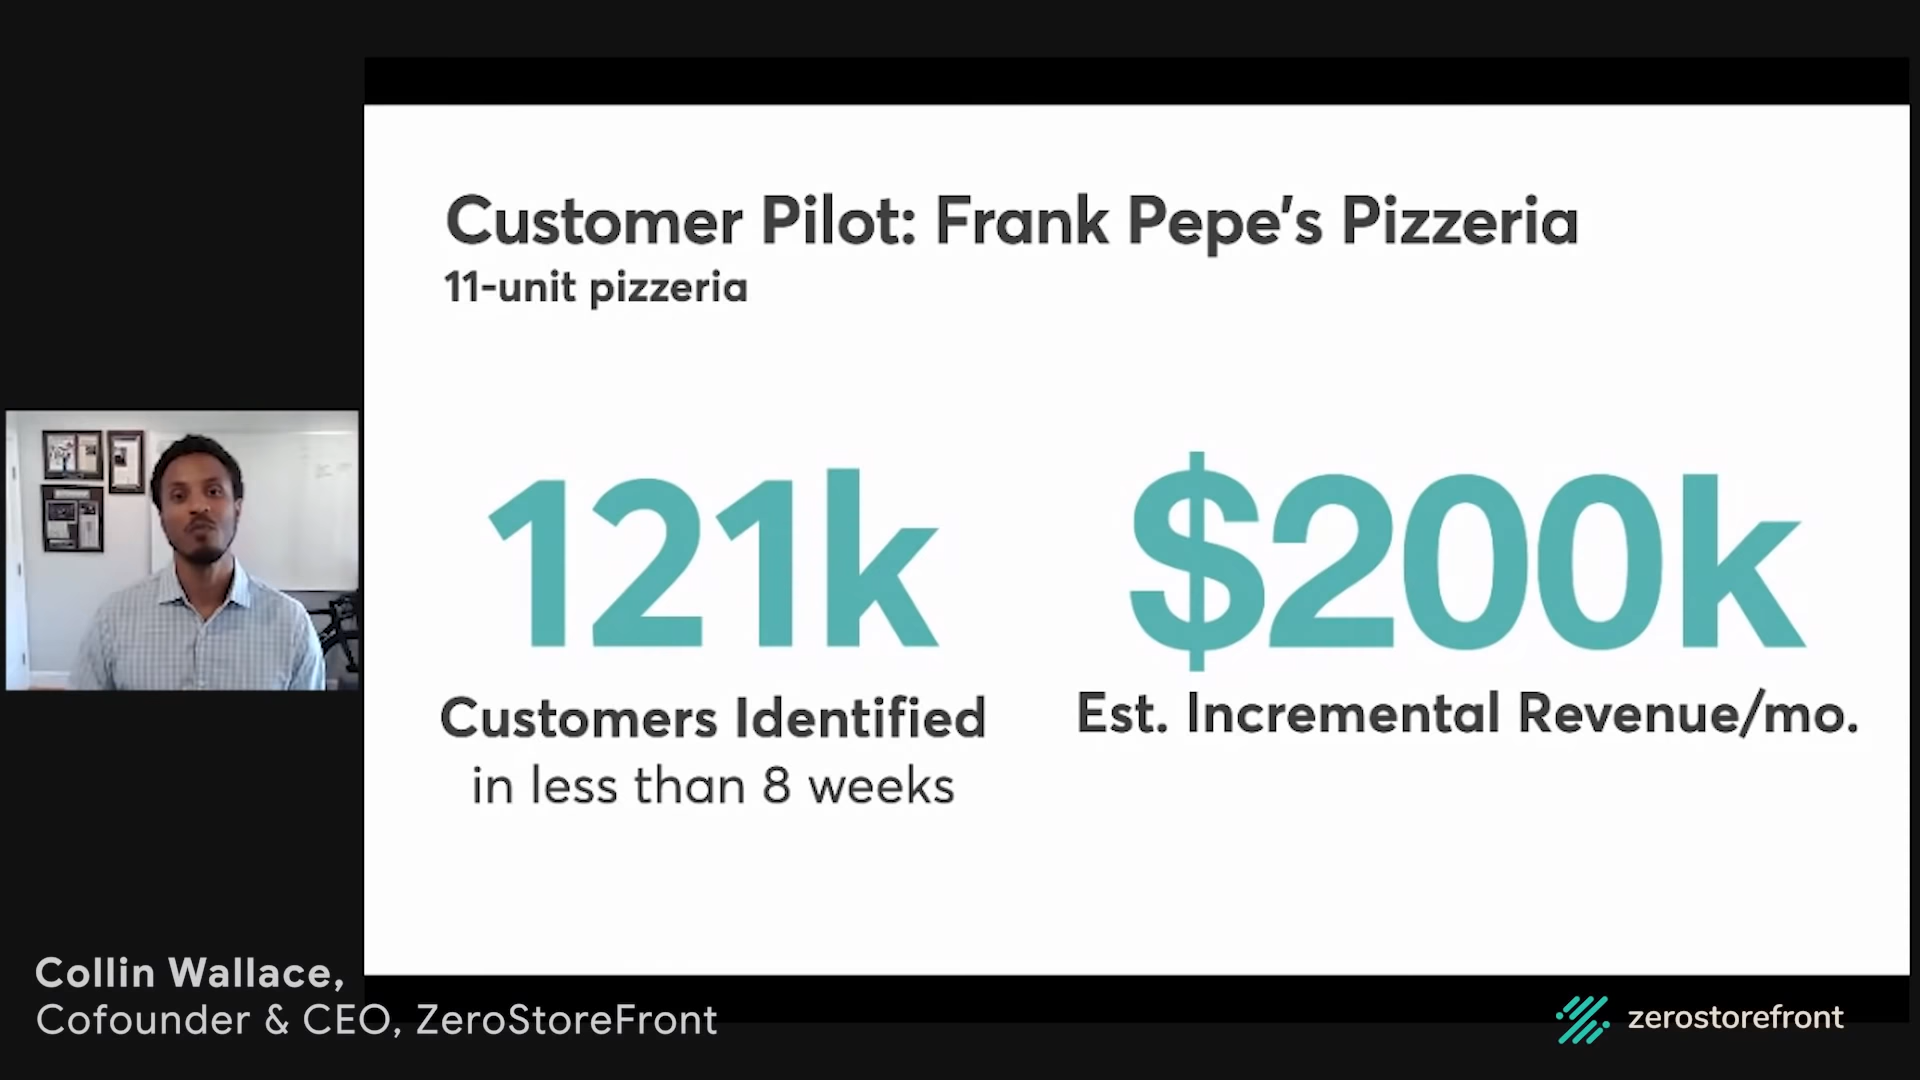 Customer Pilot: Frank Pepe's Pizzeria
11-unit pizzeria
121k
Customers Identified
in less than 8 weeks
$200k
Est. Incremental Revenue/mo.
Collin Wallace,
Cofounder & CEO, ZeroStoreFront
zerostorefront